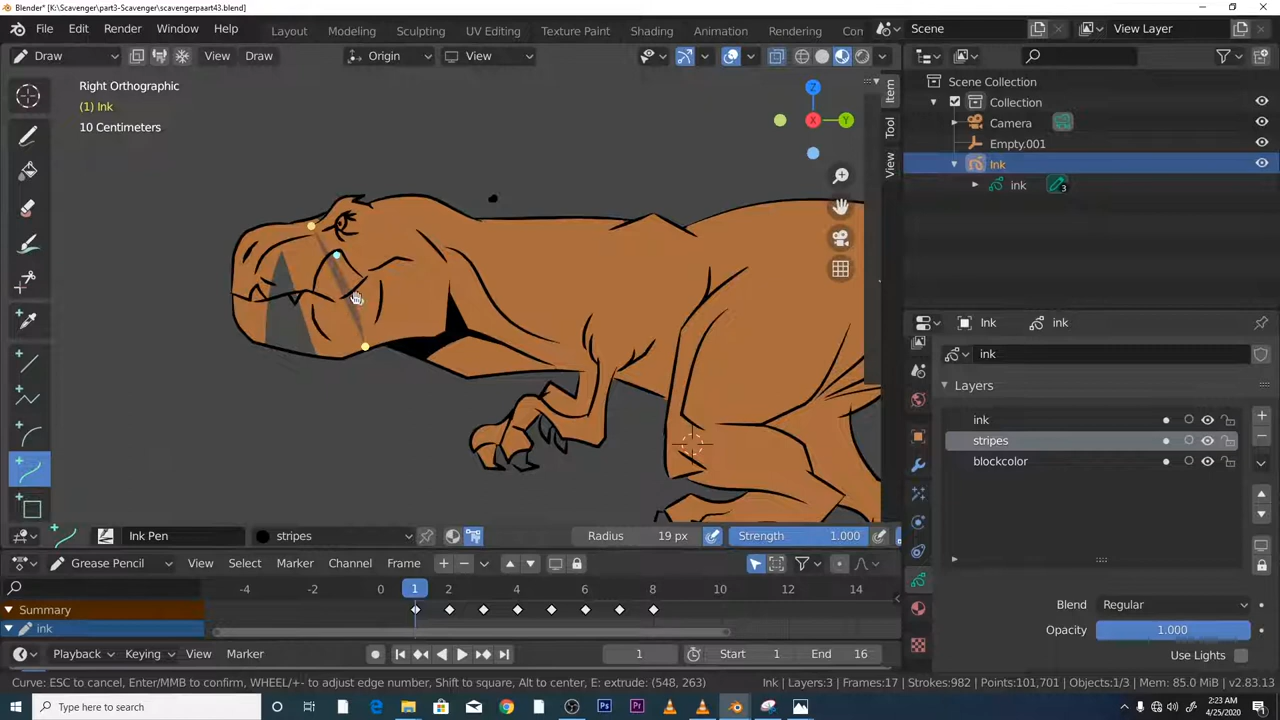 Blender* [K:\Scavenger\part3-Scavenger\scavengerpaart43.blend]
File Edit Render Window Help Layout Modeling Sculpting UV Editing Texture Paint Shading Animation Rendering Scene View Layer
Draw View Draw Origin View
Right Orthographic
(1) Ink
10 Centimeters
Z
X Y
Item
Tool
View
Scene Collection
Collection
Camara
Empty.001
Ink
ink
3
Ink ink
ink
Layers
ink
stripes
blockcolor
Ink Pen stripes Radius 19 px Strength 1.000
Grease Pencil View Select Marker Channel Frame
-4 -2 0 1 2 4 6 8 10 12 14
Summary
ink
Blend Regular
Opacity 1.000
Use Lights
Playback Keying View Marker 1 Start 1 End 16
Curve: ESC to cancel, Enter/MMB to confirm, WHEEL/+- to adjust edge number, Shift to square, Alt to center, E: extrude: (548, 263) Ink | Layers:3 | Frames:17 | Strokes:982 | Points:101,701 | Objects:1/3 | Mem: 85.0 MiB | v2.83.13
Type here to search
2:23 AM
4/25/2020